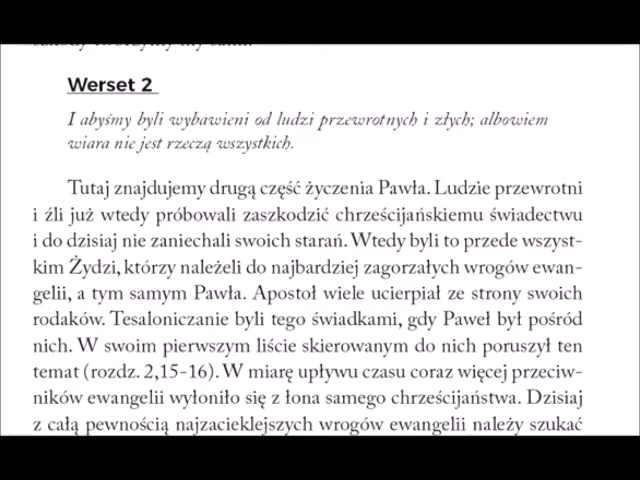 Werset 2
I abyśmy byli wybawieni od ludzi przewrotnych i złych; albowiem
wiara nie jest rzeczą wszystkich.
Tutaj znajdujemy drugą część życzenia Pawła. Ludzie przewrotni
i źli już wtedy próbowali zaszkodzić chrześcijańskiemu świadectwu
i do dzisiaj nie zaniechali swoich starań. Wtedy byli to przede wszyst-
kim Żydzi, którzy należeli do najbardziej zagorzałych wrogów ewan-
gelii, a tym samym Pawła. Apostoł wiele ucierpiał ze strony swoich
rodaków. Tesaloniczanie byli tego świadkami, gdy Paweł był pośród
nich. W swoim pierwszym liście skierowanym do nich poruszył ten
temat (rozdz. 2,15-16). W miarę upływu czasu coraz więcej przeciw-
ników ewangelii wyłoniło się z łona samego chrześcijaństwa. Dzisiaj
z całą pewnością najzacieklejszych wrogów ewangelii należy szukać